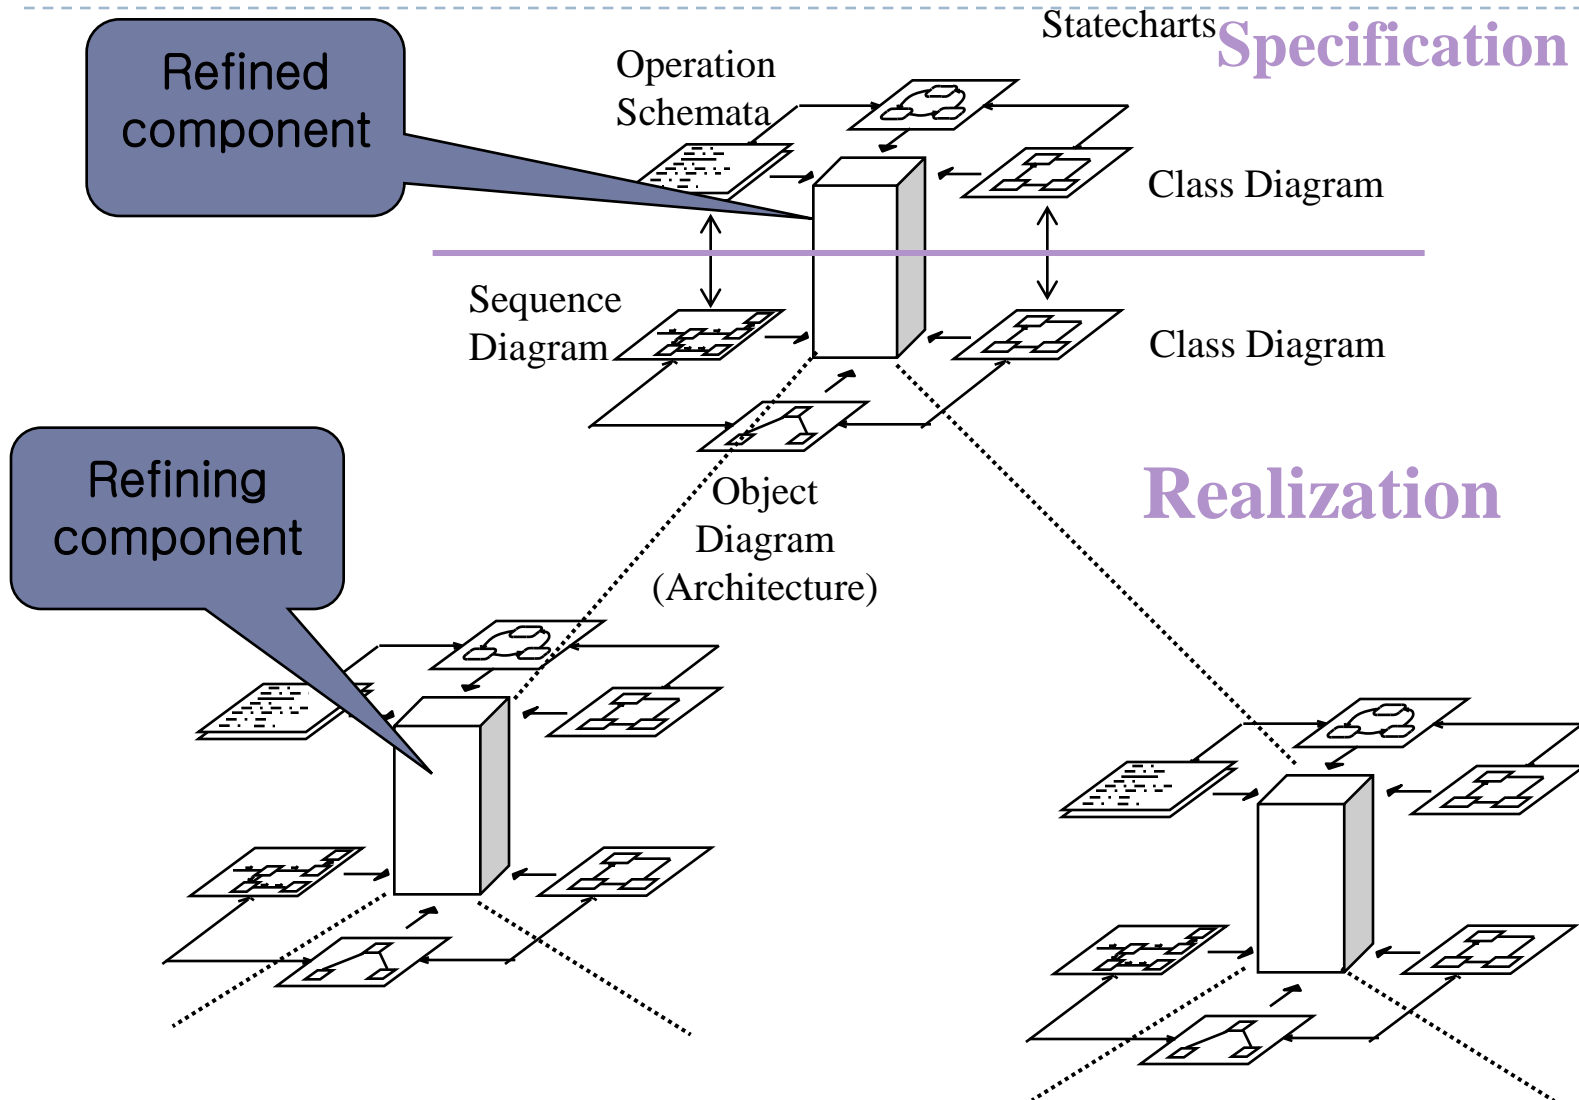 Statecharts
Specification
Refined
component
Operation
Schemata
Class Diagram
Sequence
Diagram
Class Diagram
Refining
component
Object
Diagram
(Architecture)
Realization